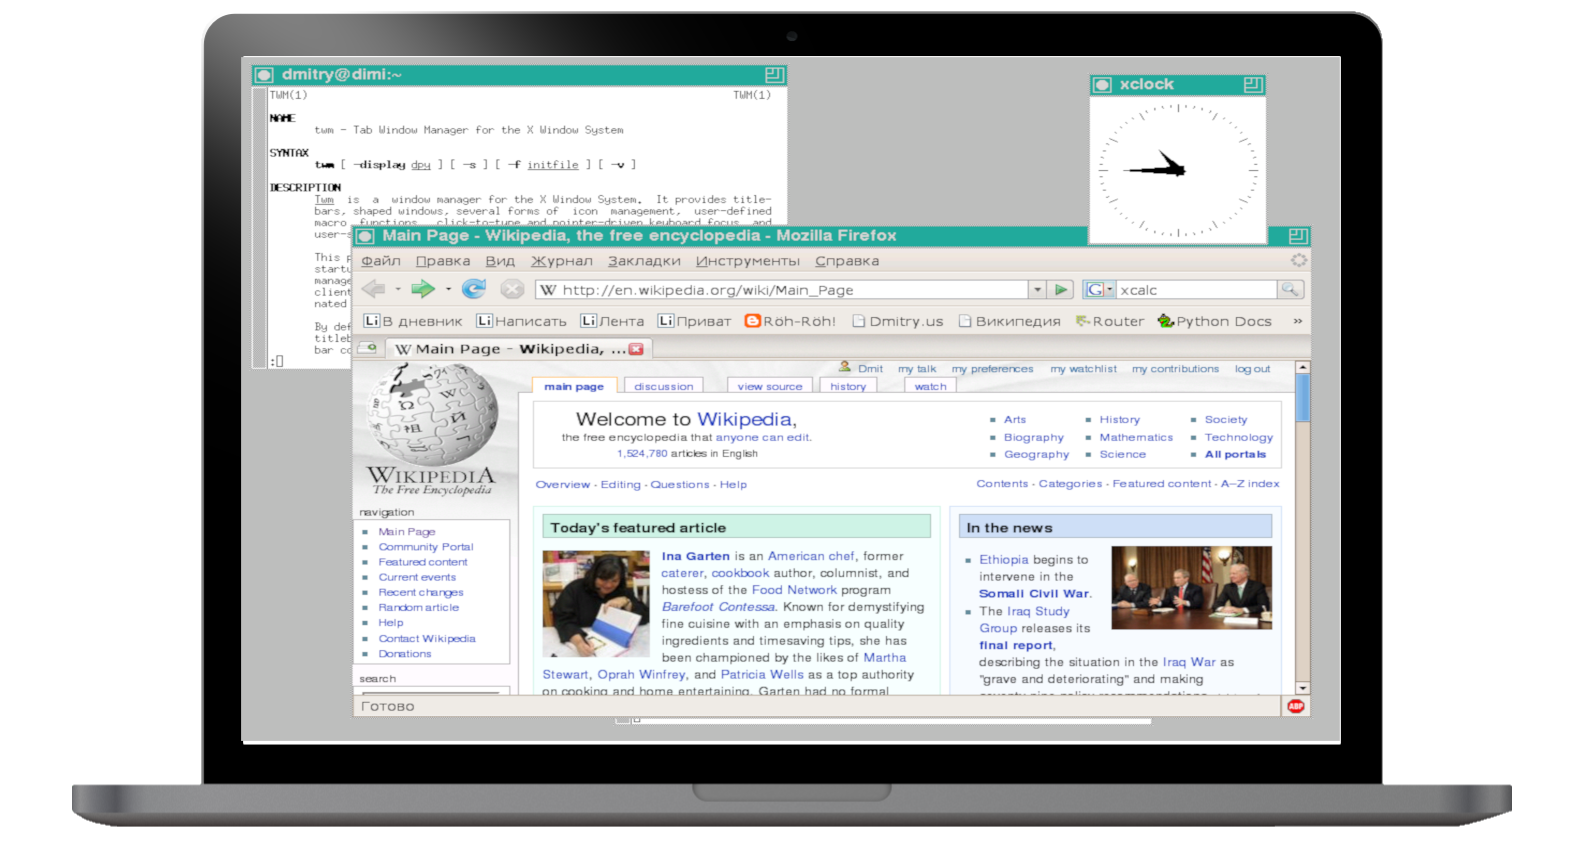 dmitry@dimi:~
TWM(1) TWM(1)
NAME
twm - Tab Window Manager for the X Window System
SYNTAX
twm [ -display dpy ] [ -s ] [ -f initfile ] [ -v ]
DESCRIPTION
Twm is a window manager for the X Window System. It provides title-
bars, shaped windows, several forms of icon management, user-defined
macro functions, click-to-type and pointer-driven keyboard focus, and
user-s
This p
startu
manage
client
nated
By def
titleb
bar co
:
xclock
Main Page - Wikipedia, the free encyclopedia - Mozilla Firefox
Файл Правка Вид Журнал Закладки Инструменты Справка
W http://en.wikipedia.org/wiki/Main_Page G xcalc
Li В дневник Li Написать Li Лента Li Приват Röh-Röh! Dmitry.us Википедия Router Python Docs »
W Main Page - Wikipedia, ...
Dmit my talk my preferences my watchlist my contributions log out
main page discussion view source history watch
WIKIPEDIA
The Free Encyclopedia
navigation
Main Page
Community Portal
Featured content
Current events
Recent changes
Random article
Help
Contact Wikipedia
Donations
search
Welcome to Wikipedia,
the free encyclopedia that anyone can edit.
1,524,780 articles in English
Arts History Society
Biography Mathematics Technology
Geography Science All portals
Overview · Editing · Questions · Help
Contents · Categories · Featured content · A–Z index
Today's featured article
Ina Garten is an American chef, former
caterer, cookbook author, columnist, and
hostess of the Food Network program
Barefoot Contessa. Known for demystifying
fine cuisine with an emphasis on quality
ingredients and timesaving tips, she has
been championed by the likes of Martha
Stewart, Oprah Winfrey, and Patricia Wells as a top authority
on cooking and home entertaining. Garten had no formal
In the news
Ethiopia begins to
intervene in the
Somali Civil War.
The Iraq Study
Group releases its
final report,
describing the situation in the Iraq War as
"grave and deteriorating" and making
seventy-nine policy recommendations
Готово
ABP